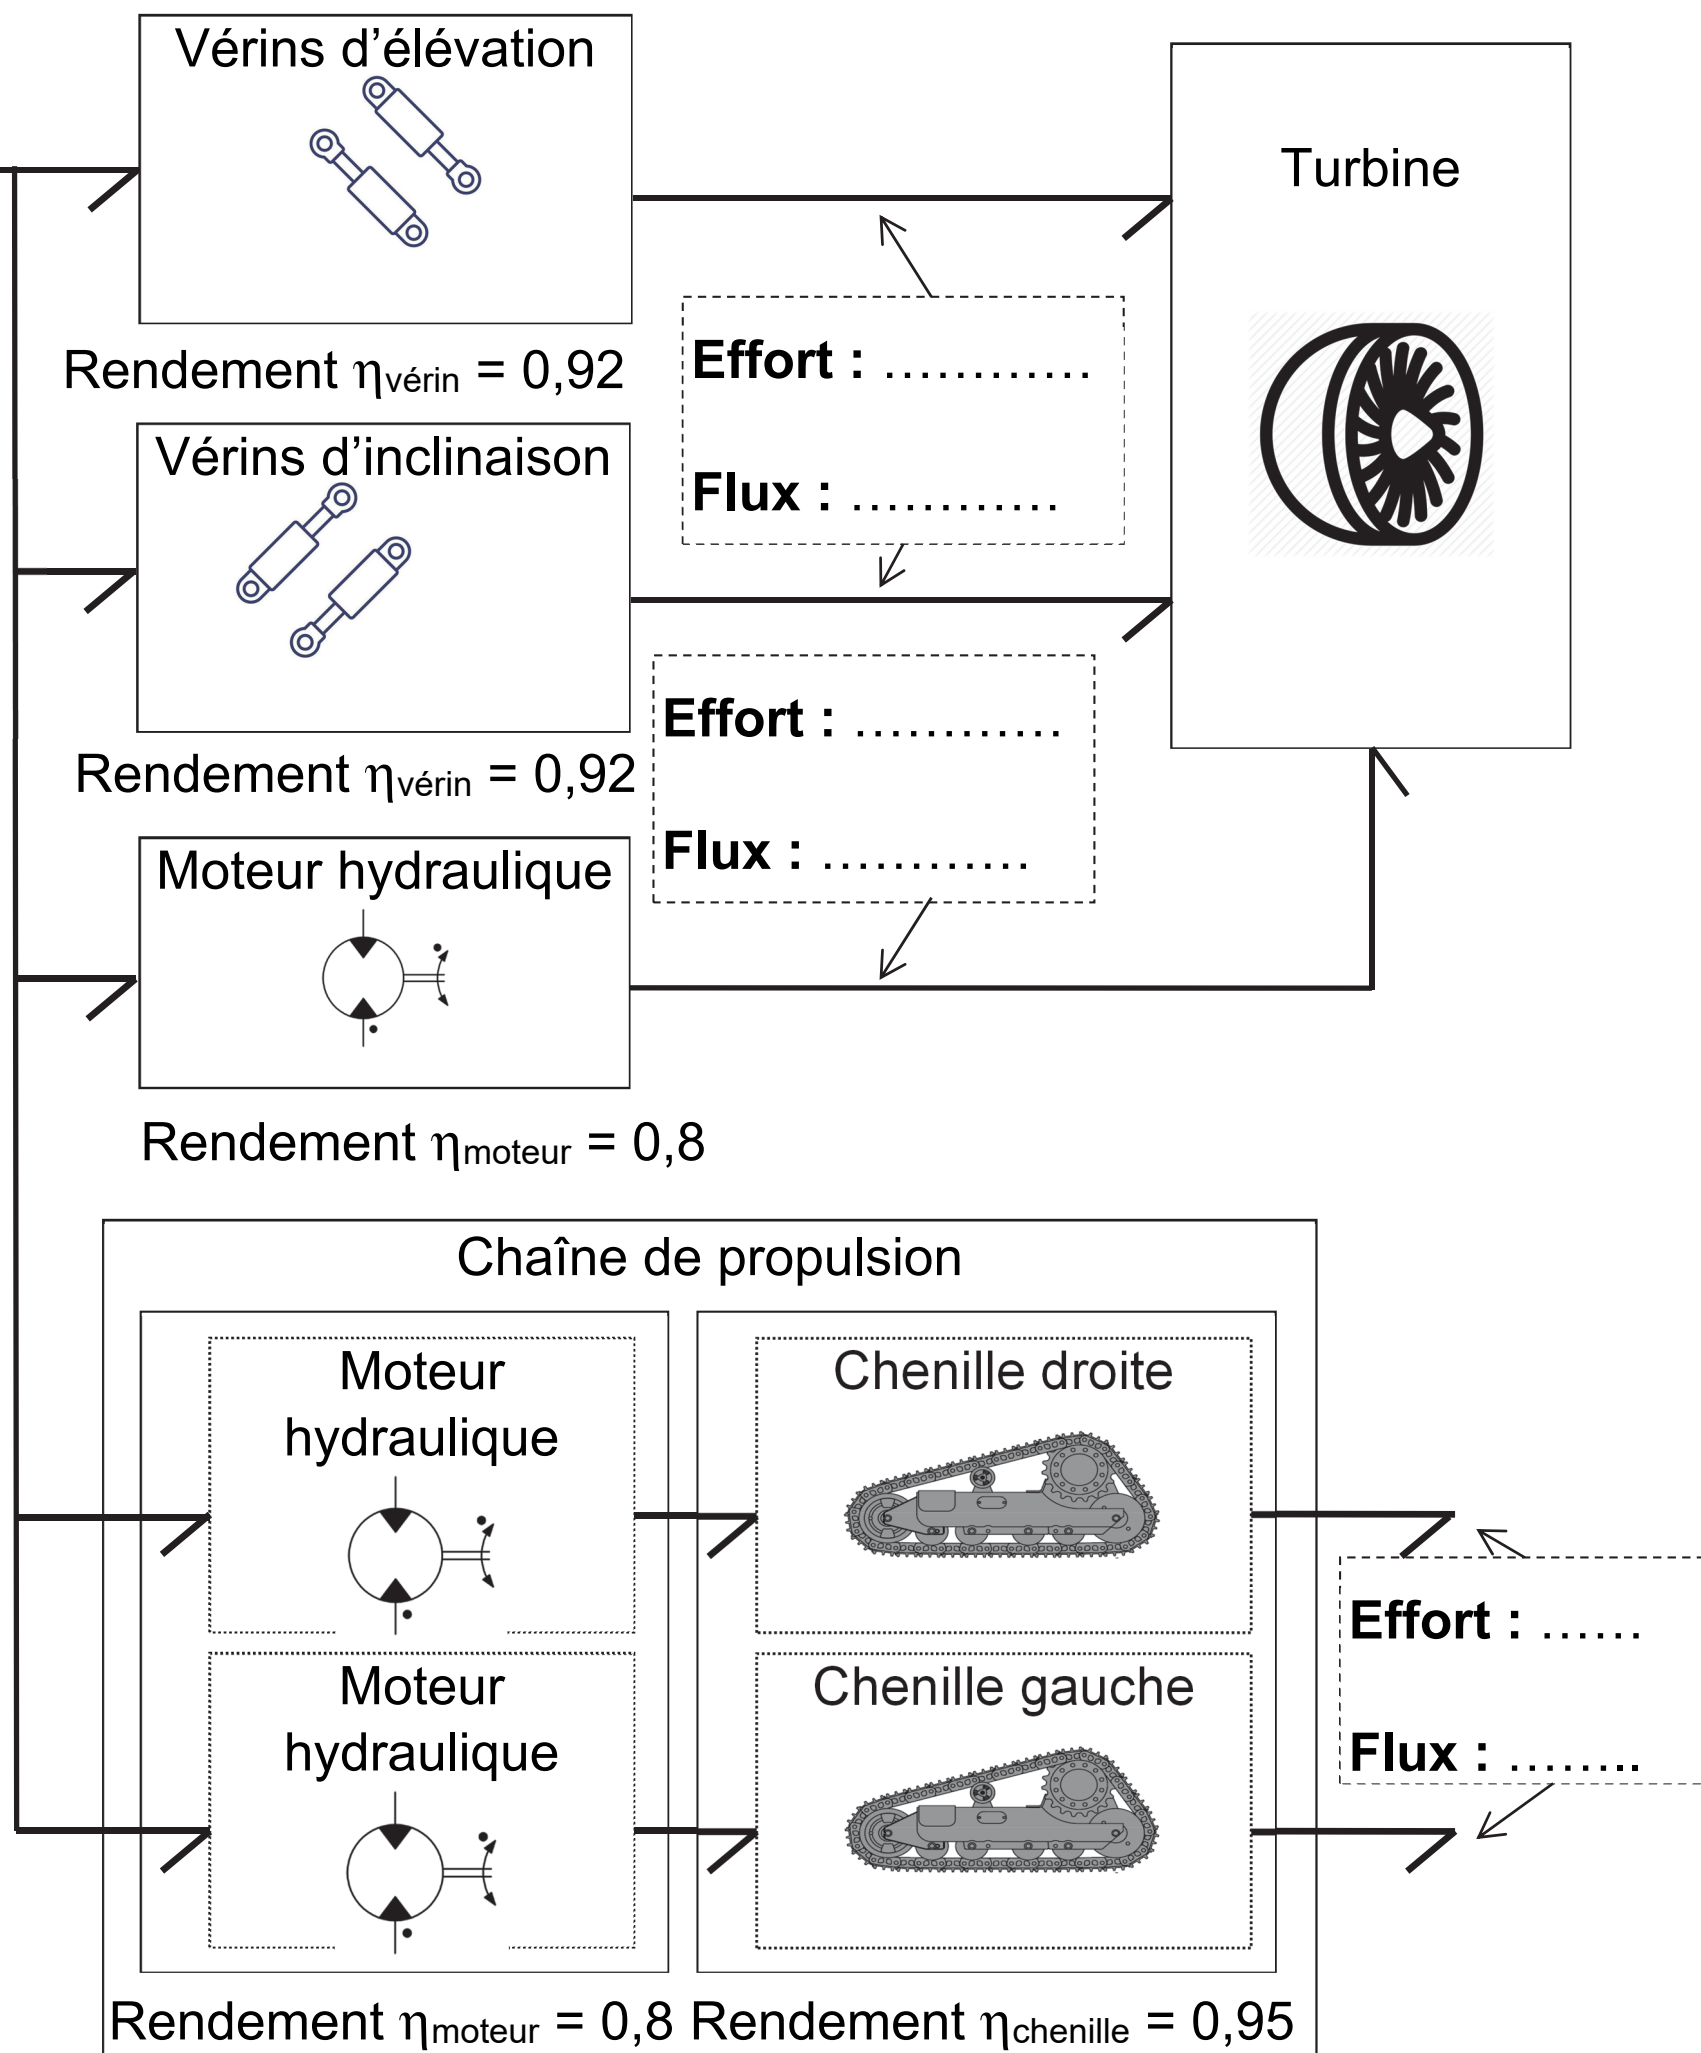 Vérins d’élévation
Turbine
Rendement ηvérin = 0,92
Effort : …………
Flux : …………
Vérins d’inclinaison
Rendement ηvérin = 0,92
Effort : …………
Flux : …………
Moteur hydraulique
Rendement ηmoteur = 0,8
Chaîne de propulsion
Moteur
hydraulique
Chenille droite
Effort : ……
Flux : ……..
Moteur
hydraulique
Chenille gauche
Rendement ηmoteur = 0,8
Rendement ηchenille = 0,95